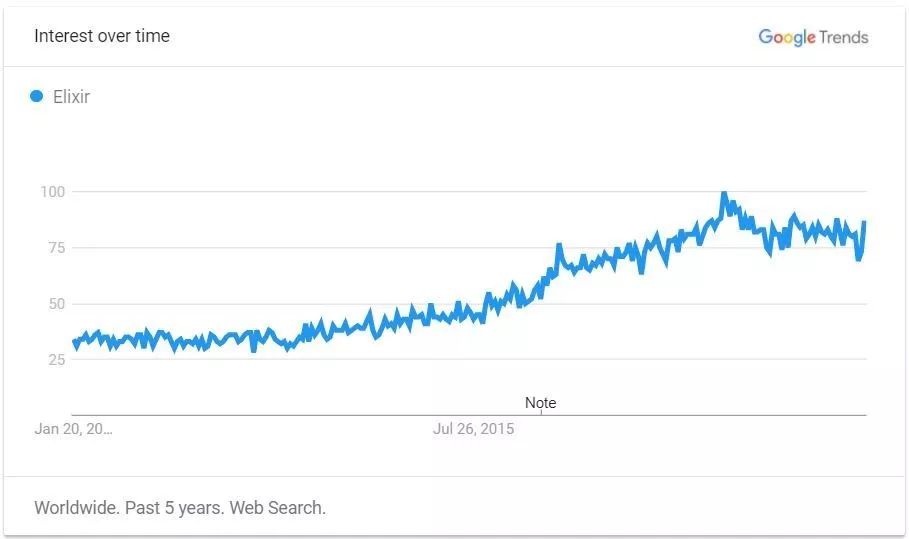 Interest over time
Google Trends
Elixir
100
75
50
25
Note
Jan 20, 20...
Jul 26, 2015
Worldwide. Past 5 years. Web Search.